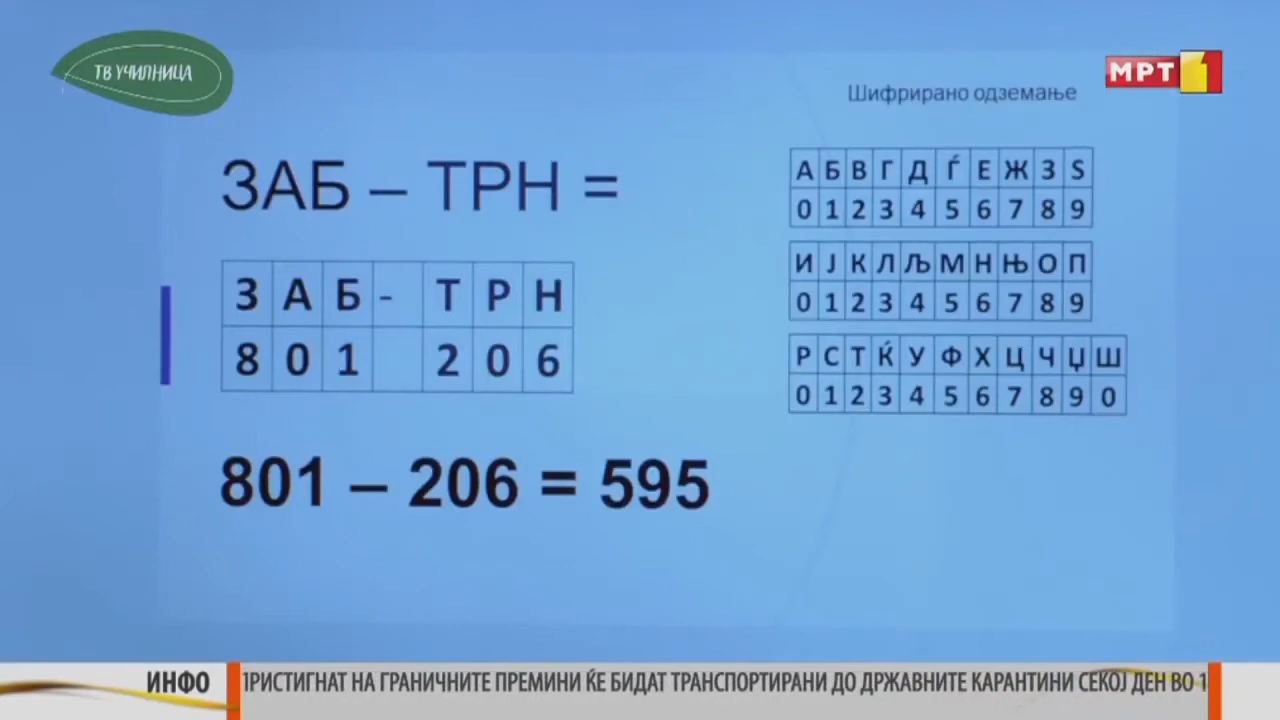 ТВ УЧИЛНИЦА
МРТ 1
Шифрирано одземање
ЗАБ – ТРН =
З А Б - Т Р Н
8 0 1 2 0 6
801 – 206 = 595
А Б В Г Д Ѓ Е Ж З Ѕ
0 1 2 3 4 5 6 7 8 9
И Ј К Л Љ М Н Њ О П
0 1 2 3 4 5 6 7 8 9
Р С Т Ќ У Ф Х Ц Ч Џ Ш
0 1 2 3 4 5 6 7 8 9 0
ИНФО
ПРИСТИГНАТ НА ГРАНИЧНИТЕ ПРЕМИНИ ЌЕ БИДАТ ТРАНСПОРТИРАНИ ДО ДРЖАВНИТЕ КАРАНТИНИ СЕКОЈ ДЕН ВО 1